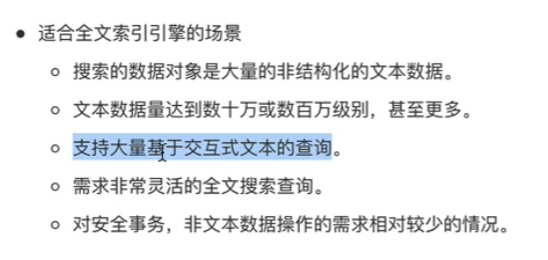 适合全文索引引擎的场景
搜索的数据对象是大量的非结构化的文本数据。
文本数据量达到数十万或数百万级别，甚至更多。
支持大量基于交互式文本的查询。
需求非常灵活的全文搜索查询。
对安全事务，非文本数据操作的需求相对较少的情况。